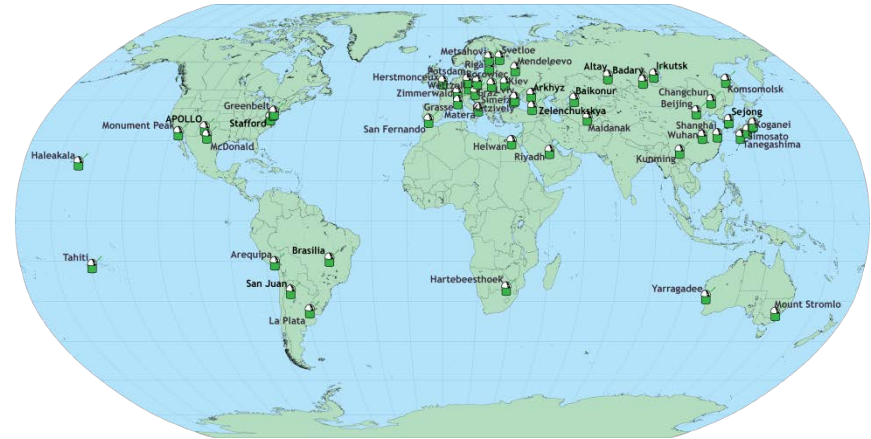 Metsahovi
Svetloe
Riga
Mendeleevo
Potsdam
Borowiec
Altay
Badary
Irkutsk
Herstmonceux
Kiev
Wettzell
Arkhyz
Changchun
Komsomolsk
Zimmerwald
Graz
Baikonur
Greenbelt
Simeiz
Beijing
Grasse
Katzively
APOLLO
Stafford
Matera
Zelenchukskya
Sejong
Monument Peak
San Fernando
Maidanak
Shanghai
Koganei
McDonald
Wuhan
Simosato
Helwan
Tanegashima
Haleakala
Riyadh
Kunming
Tahiti
Arequipa
Brasilia
Hartebeesthoek
San Juan
Yarragadee
La Plata
Mount Stromlo